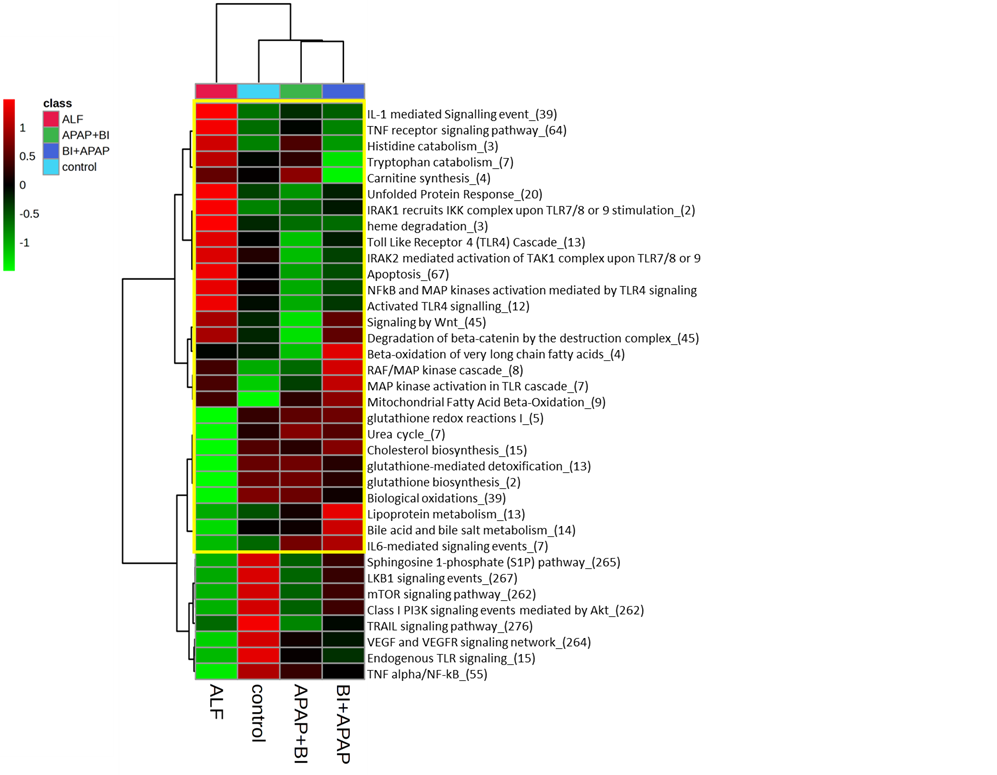 class
ALF
APAP+BI
BI+APAP
control
1
0.5
0
-0.5
-1
IL-1 mediated Signalling event_(39)
TNF receptor signaling pathway_(64)
Histidine catabolism_(3)
Tryptophan catabolism_(7)
Carnitine synthesis_(4)
Unfolded Protein Response_(20)
IRAK1 recruits IKK complex upon TLR7/8 or 9 stimulation_(2)
heme degradation_(3)
Toll Like Receptor 4 (TLR4) Cascade_(13)
IRAK2 mediated activation of TAK1 complex upon TLR7/8 or 9
Apoptosis_(67)
NFkB and MAP kinases activation mediated by TLR4 signaling
Activated TLR4 signalling_(12)
Signaling by Wnt_(45)
Degradation of beta-catenin by the destruction complex_(45)
Beta-oxidation of very long chain fatty acids_(4)
RAF/MAP kinase cascade_(8)
MAP kinase activation in TLR cascade_(7)
Mitochondrial Fatty Acid Beta-Oxidation_(9)
glutathione redox reactions I_(5)
Urea cycle_(7)
Cholesterol biosynthesis_(15)
glutathione-mediated detoxification_(13)
glutathione biosynthesis_(2)
Biological oxidations_(39)
Lipoprotein metabolism_(13)
Bile acid and bile salt metabolism_(14)
IL6-mediated signaling events_(7)
Sphingosine 1-phosphate (S1P) pathway_(265)
LKB1 signaling events_(267)
mTOR signaling pathway_(262)
Class I PI3K signaling events mediated by Akt_(262)
TRAIL signaling pathway_(276)
VEGF and VEGFR signaling network_(264)
Endogenous TLR signaling_(15)
TNF alpha/NF-kB_(55)
ALF
control
APAP+BI
BI+APAP